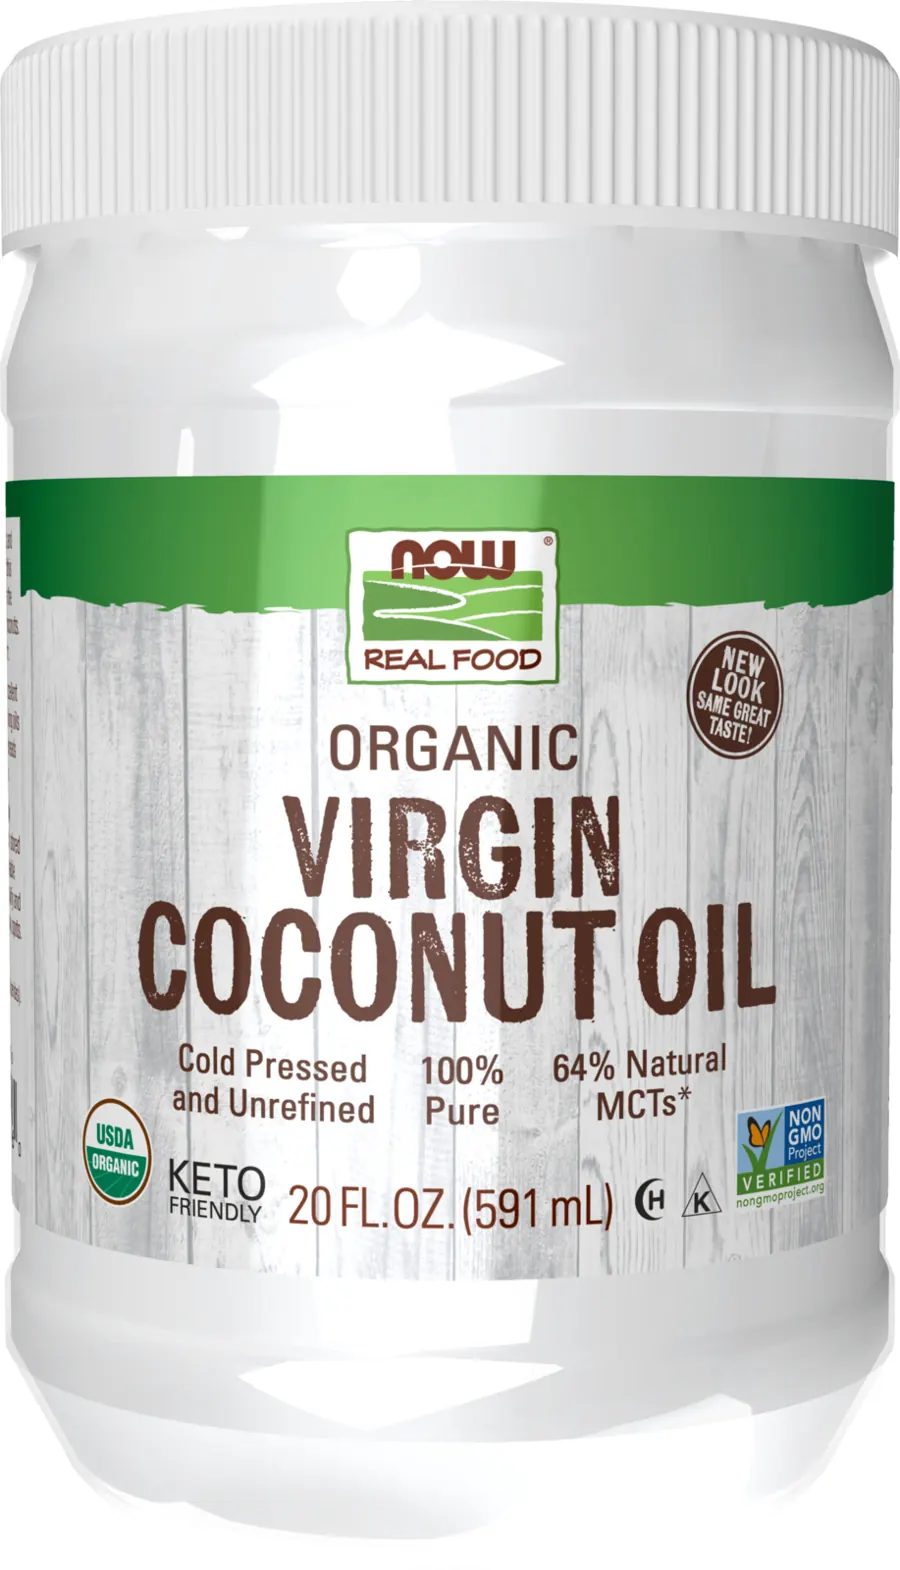 now®
REAL FOOD
NEW
LOOK
SAME GREAT
TASTE!
ORGANIC
VIRGIN
COCONUT OIL
Cold Pressed
and Unrefined
100%
Pure
64% Natural
MCTs*
USDA
ORGANIC
KETO
FRIENDLY
20 FL. OZ. (591 mL)
H
K
NON
GMO
Project
VERIFIED
nongmoproject.org